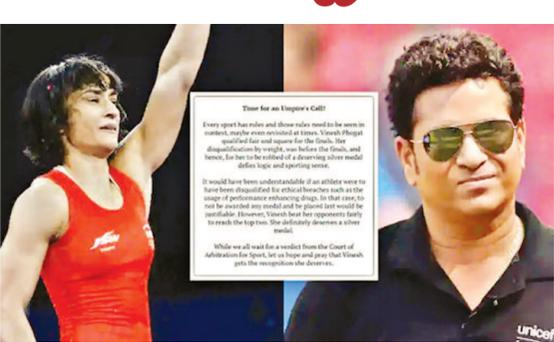 Time for an Umpire's Call!
Every sport has rules and those rules need to be seen in
context, maybe even revisited at times. Vinesh Phogat
qualified fair and square for the finals. Her
disqualification by weight, was before the finals, and
hence, for her to be robbed of a deserving silver medal
defies logic and sporting sense.
It would have been understandable if an athlete were to
have been disqualified for ethical breaches such as the
usage of performance enhancing drugs. In that case, to
not be awarded any medal and be placed last would be
justifiable. However, Vinesh beat her opponents fairly
to reach the top two. She definitely deserves a silver
medal.
While we all wait for a verdict from the Court of
Arbitration for Sport, let us hope and pray that Vinesh
gets the recognition she deserves.
unicef